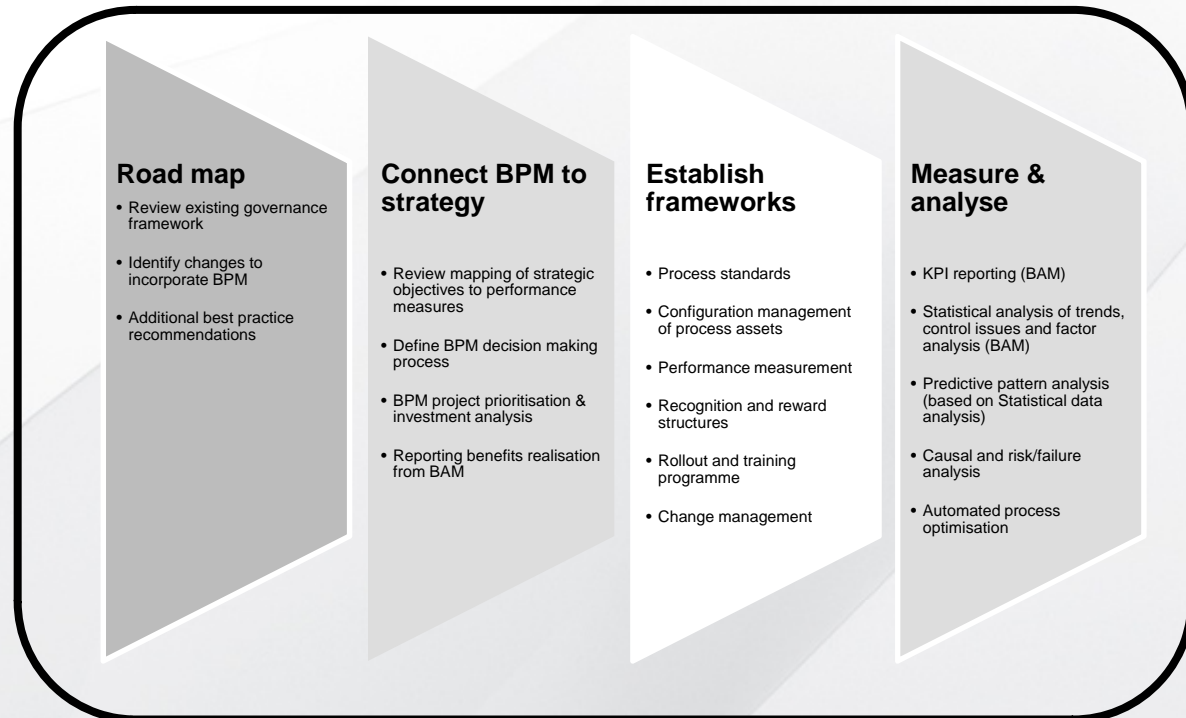 Road map
• Review existing governance
framework
• Identify changes to
incorporate BPM
• Additional best practice
recommendations
Connect BPM to
strategy
• Review mapping of strategic
objectives to performance
measures
• Define BPM decision making
process
• BPM project prioritisation &
investment analysis
• Reporting benefits realisation
from BAM
Establish
frameworks
• Process standards
• Configuration management
of process assets
• Performance measurement
• Recognition and reward
structures
• Rollout and training
programme
• Change management
Measure &
analyse
• KPI reporting (BAM)
• Statistical analysis of trends,
control issues and factor
analysis (BAM)
• Predictive pattern analysis
(based on Statistical data
analysis)
• Causal and risk/failure
analysis
• Automated process
optimisation